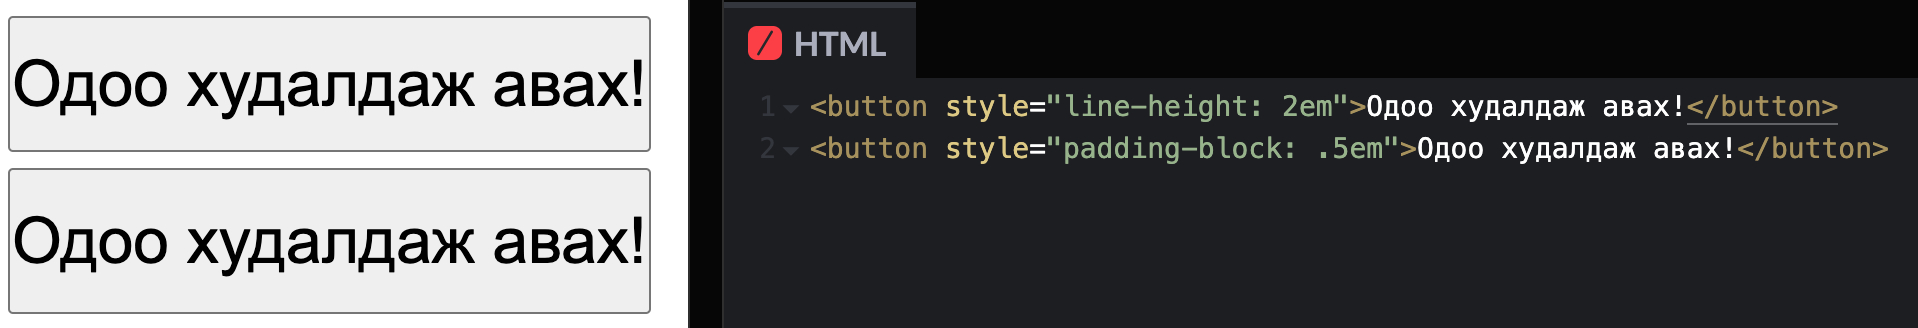 Одоо худалдаж авах!
Одоо худалдаж авах!
HTML
1 <button style="line-height: 2em">Одоо худалдаж авах!</button>
2 <button style="padding-block: .5em">Одоо худалдаж авах!</button>